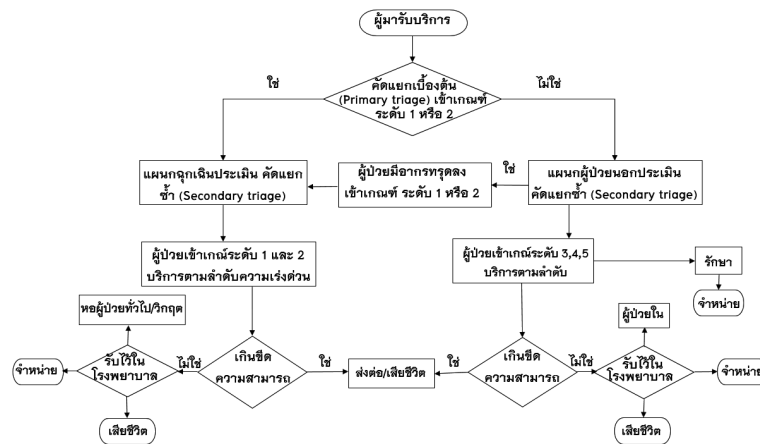 ผู้มารับบริการ
คัดแยกเบื้องต้น
(Primary triage) เข้าเกณฑ์
ระดับ 1 หรือ 2
ใช่
ไม่ใช่
แผนกฉุกเฉินประเมิน คัดแยก
ซ้ำ (Secondary triage)
ผู้ป่วยมีอาการทรุดลง
เข้าเกณฑ์ ระดับ 1 หรือ 2
ใช่
แผนกผู้ป่วยนอกประเมิน
คัดแยกซ้ำ (Secondary triage)
ผู้ป่วยเข้าเกณ์ระดับ 1 และ 2
บริการตามลำดับความเร่งด่วน
ผู้ป่วยเข้าเกณ์ระดับ 3,4,5
บริการตามลำดับ
รักษา
จำหน่าย
หอผู้ป่วยทั่วไป/วิกฤต
ผู้ป่วยใน
จำหน่าย
รับไว้ใน
โรงพยาบาล
ไม่ใช่
เกินขีด
ความสามารถ
ใช่
ส่งต่อ/เสียชีวิต
ใช่
เกินขีด
ความสามารถ
ไม่ใช่
รับไว้ใน
โรงพยาบาล
จำหน่าย
เสียชีวิต
เสียชีวิต